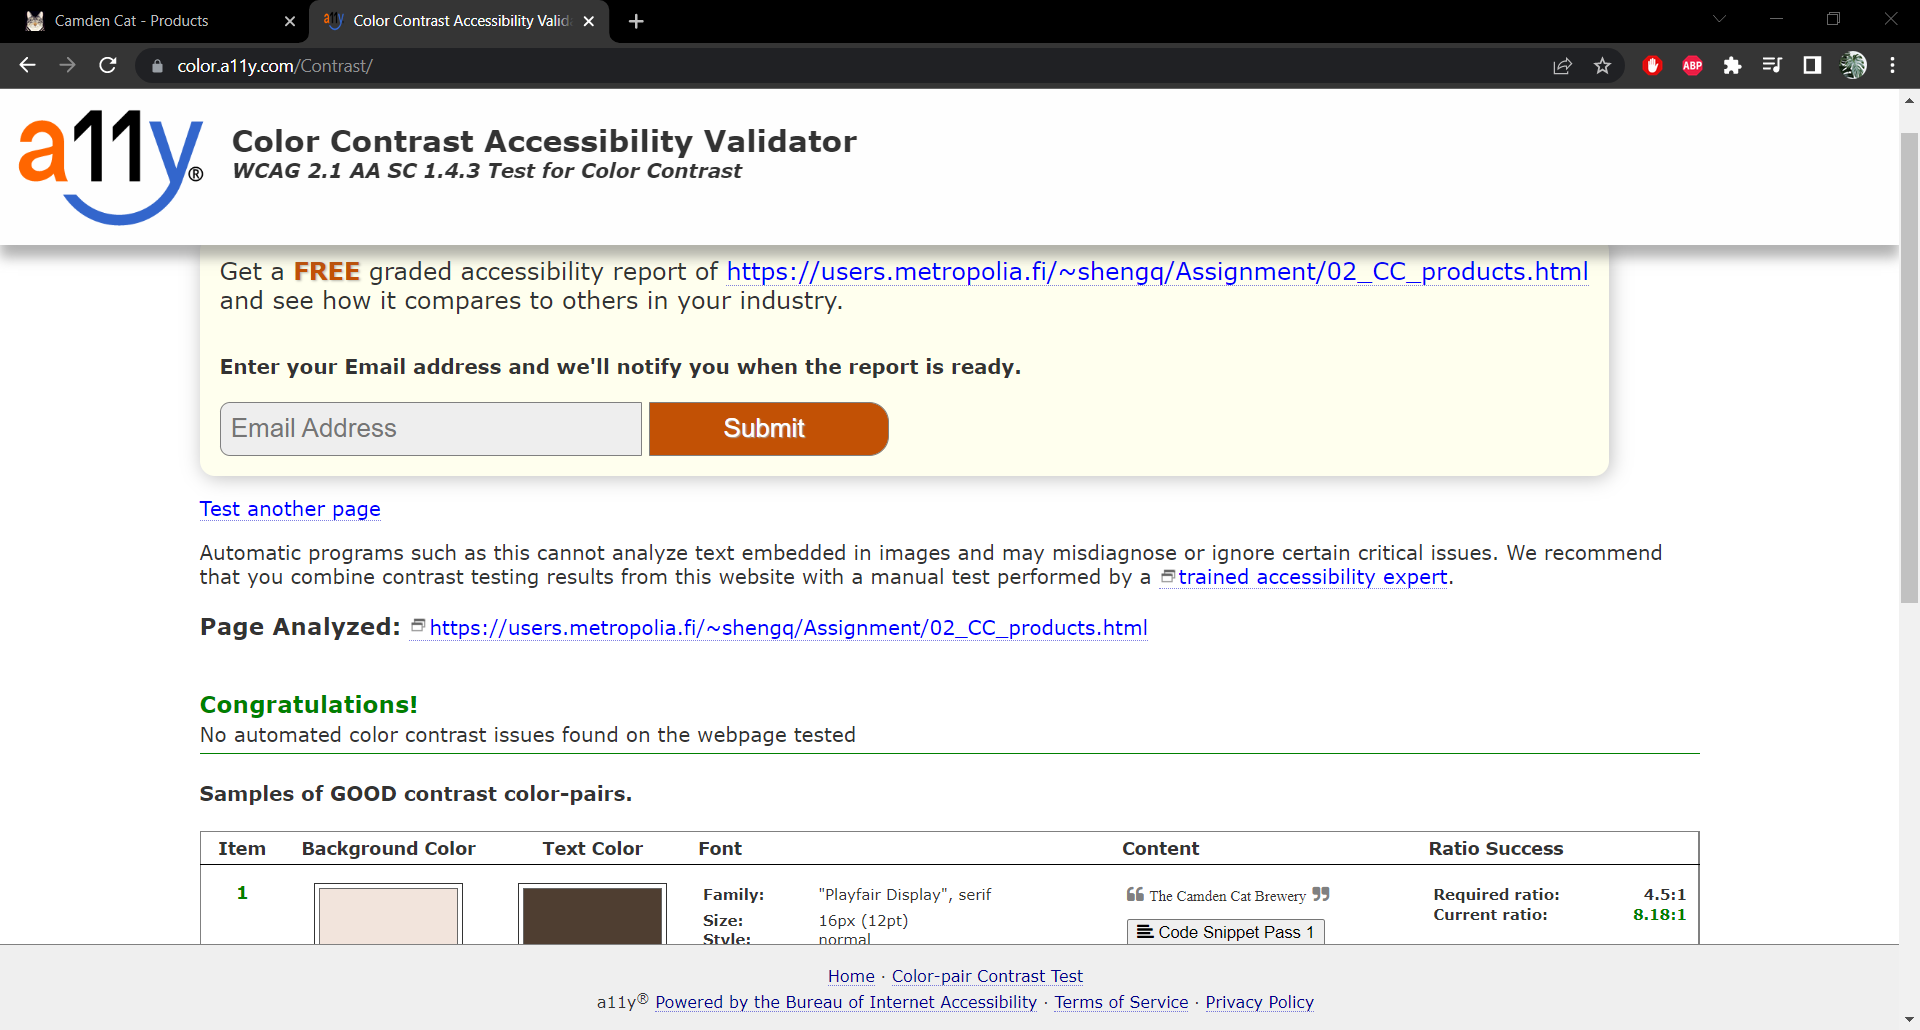 Camden Cat - Products
Color Contrast Accessibility Valid
color.a11y.com/Contrast/
ABP
a11y®
Color Contrast Accessibility Validator
WCAG 2.1 AA SC 1.4.3 Test for Color Contrast
Get a FREE graded accessibility report of https://users.metropolia.fi/~shengq/Assignment/02_CC_products.html
and see how it compares to others in your industry.
Enter your Email address and we'll notify you when the report is ready.
Email Address
Submit
Test another page
Automatic programs such as this cannot analyze text embedded in images and may misdiagnose or ignore certain critical issues. We recommend
that you combine contrast testing results from this website with a manual test performed by a trained accessibility expert.
Page Analyzed: https://users.metropolia.fi/~shengq/Assignment/02_CC_products.html
Congratulations!
No automated color contrast issues found on the webpage tested
Samples of GOOD contrast color-pairs.
Item Background Color Text Color Font Content Ratio Success
1 Family: "Playfair Display", serif ❝ The Camden Cat Brewery ❞ Required ratio: 4.5:1
Size: 16px (12pt) Current ratio: 8.18:1
Style: normal Code Snippet Pass 1
Home · Color-pair Contrast Test
a11y® Powered by the Bureau of Internet Accessibility · Terms of Service · Privacy Policy